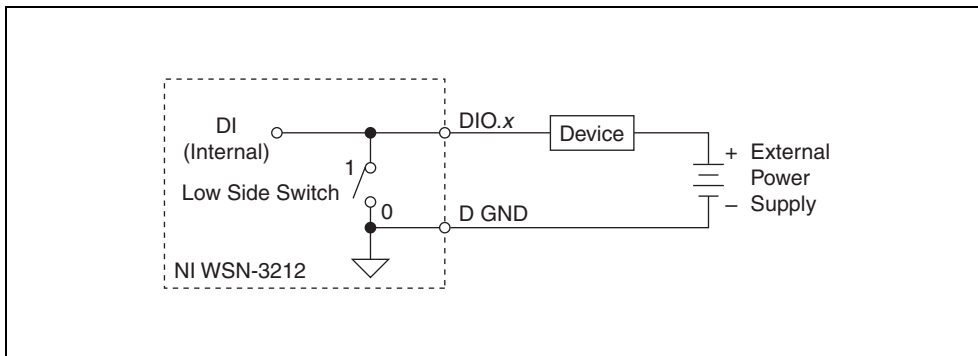 DI
(Internal)
DIO.x
Device
+ External
Power
– Supply
1
Low Side Switch
0
D GND
NI WSN-3212